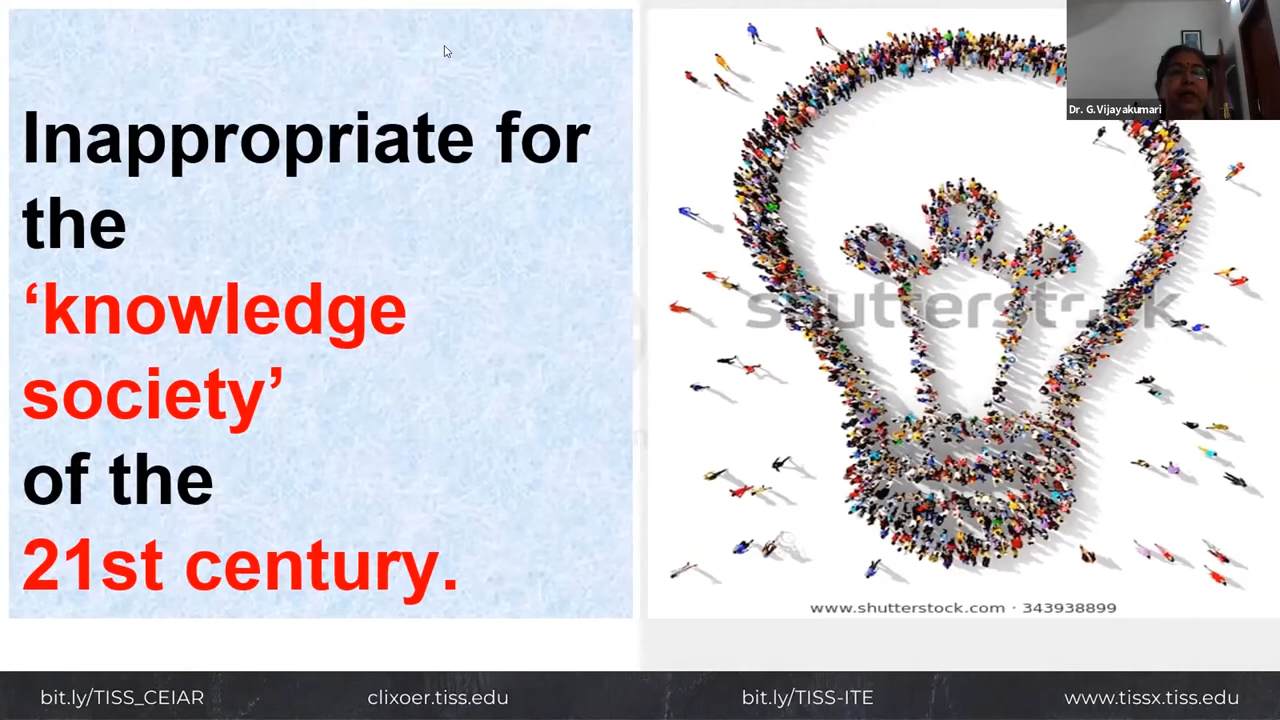 Inappropriate for
the
‘knowledge
society’
of the
21st century.
Dr. G.Vijayakumari
shutterstock
www.shutterstock.com · 343938899
bit.ly/TISS_CEIAR
clixoer.tiss.edu
bit.ly/TISS-ITE
www.tissx.tiss.edu